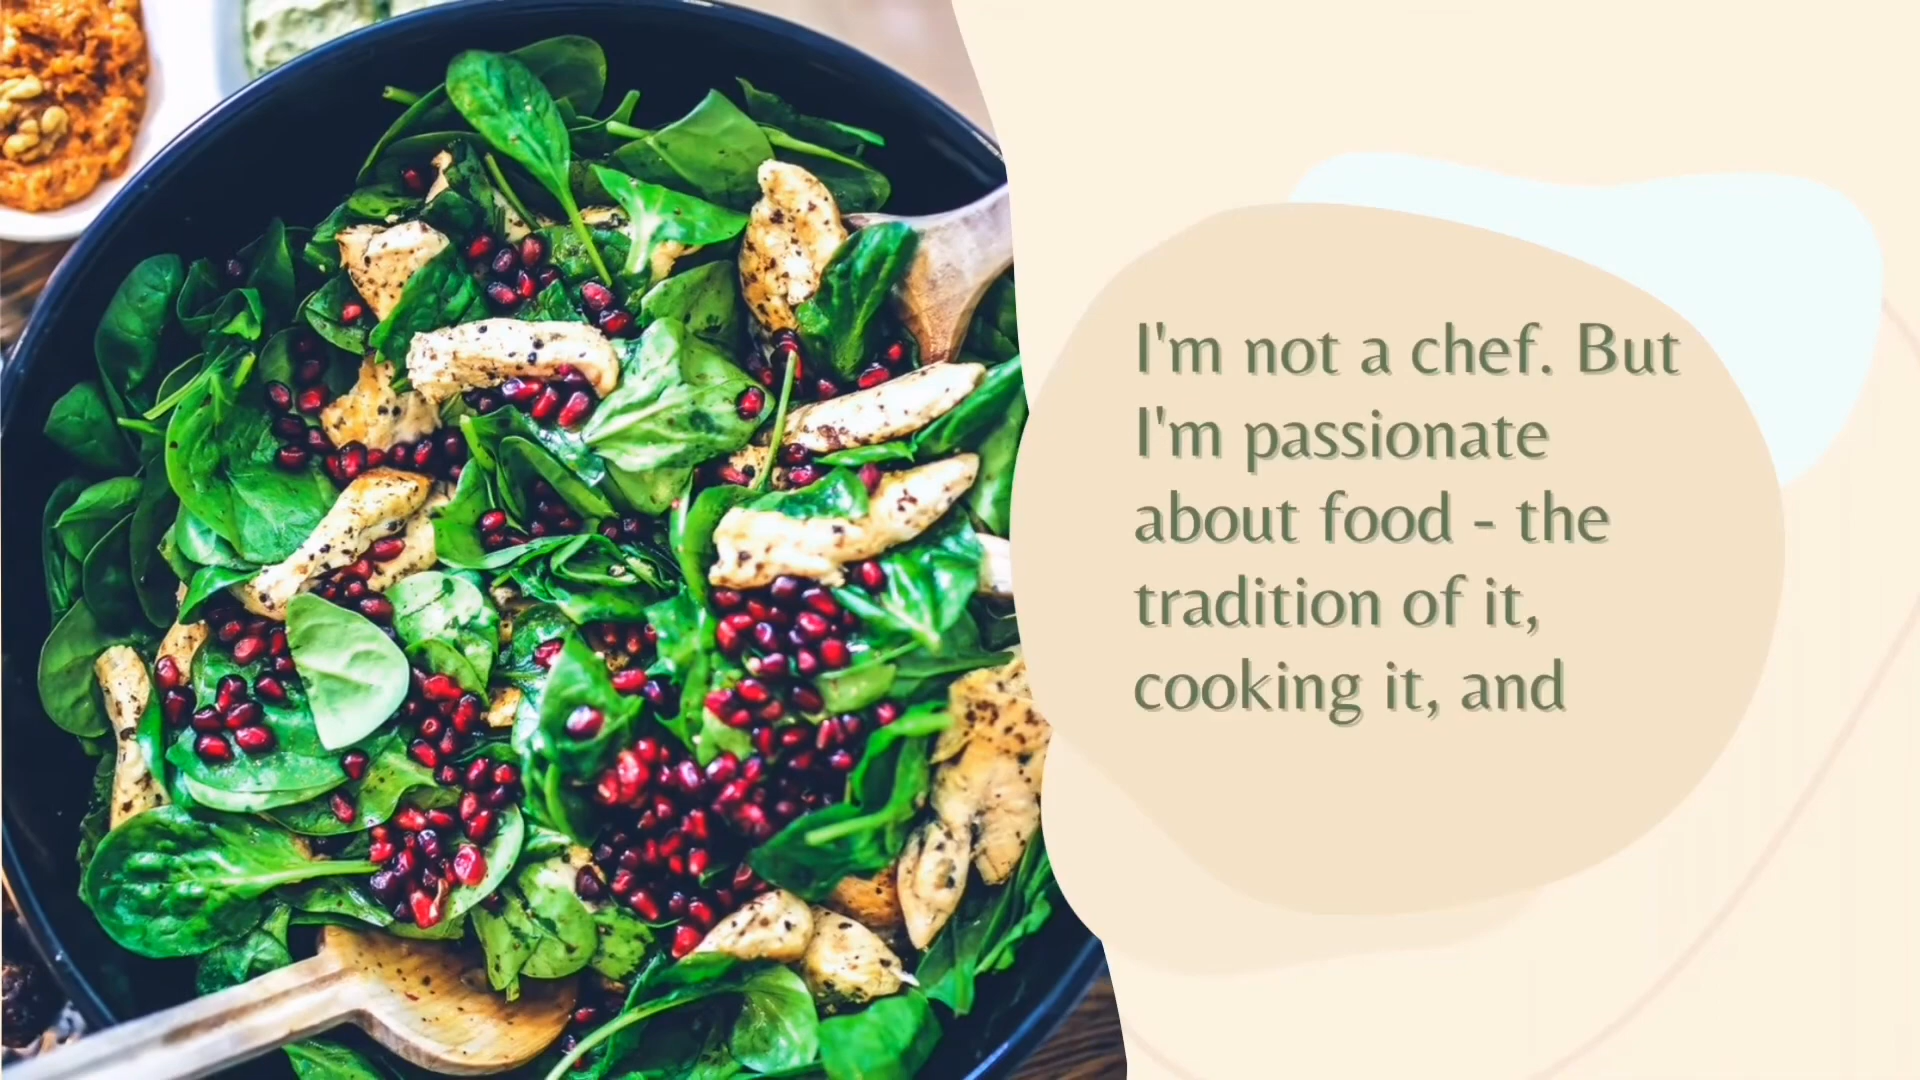 I'm not a chef. But
I'm passionate
about food - the
tradition of it,
cooking it, and